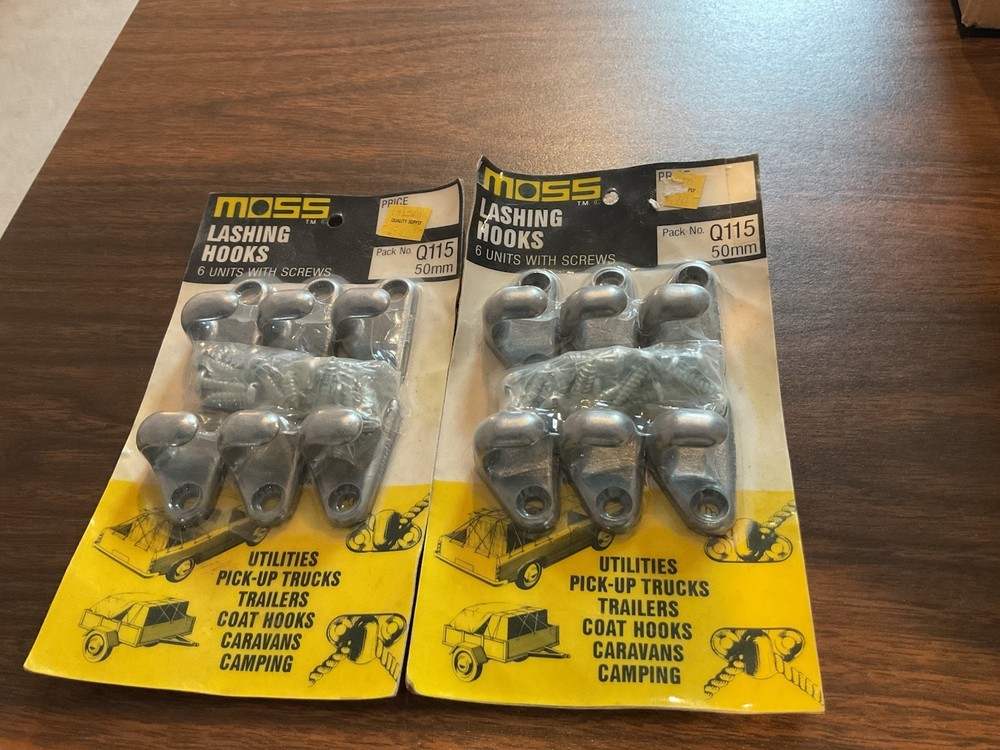 MOSS
TM
LASHING
HOOKS
6 UNITS WITH SCREWS
PRICE
QUALITY SUPPLY
Pack No. Q115
50mm
UTILITIES
PICK-UP TRUCKS
TRAILERS
COAT HOOKS
CARAVANS
CAMPING
MOSS
TM ©
LASHING
HOOKS
6 UNITS WITH SCREWS
Pack No. Q115
50mm
UTILITIES
PICK-UP TRUCKS
TRAILERS
COAT HOOKS
CARAVANS
CAMPING